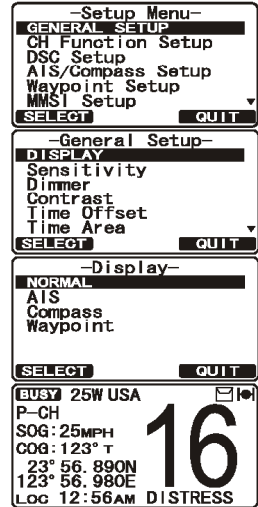 -Setup Menu-
GENERAL SETUP
CH Function Setup
DSC Setup
AIS/Compass Setup
Waypoint Setup
MMSI Setup
SELECT QUIT
-General Setup-
DISPLAY
Sensitivity
Dimmer
Contrast
Time Offset
Time Area
SELECT QUIT
-Display-
NORMAL
AIS
Compass
Waypoint
SELECT QUIT
BUSY 25W USA
P-CH
SOG:25MPH
COG:123°T
23°56.890N
123°56.980E
LOC 12:56AM
16
DISTRESS